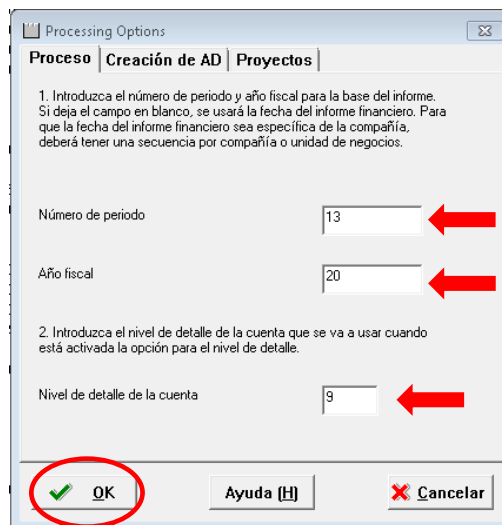 Processing Options
Proceso Creación de AD Proyectos
1. Introduzca el número de periodo y año fiscal para la base del informe.
Si deja el campo en blanco, se usará la fecha del informe financiero. Para
que la fecha del informe financiero sea específica de la compañía,
deberá tener una secuencia por compañía o unidad de negocios.
Número de periodo 13
Año fiscal 20
2. Introduzca el nivel de detalle de la cuenta que se va a usar cuando
está activada la opción para el nivel de detalle.
Nivel de detalle de la cuenta 9
OK Ayuda (H) Cancelar